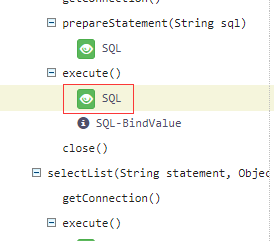 getConnection()
prepareStatement(String sql)
SQL
execute()
SQL
SQL-BindValue
close()
selectList(String statement, Objec
getConnection()
execute()